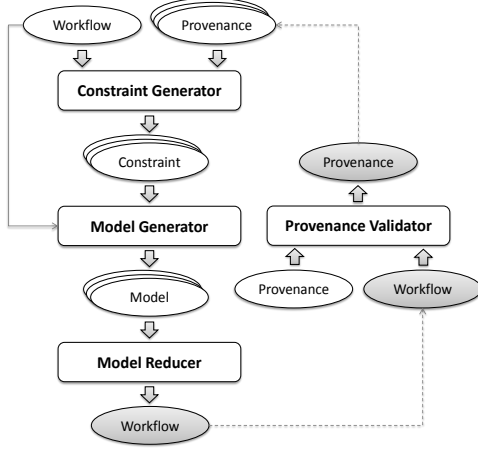 Workflow
Provenance
Constraint Generator
Constraint
Provenance
Model Generator
Provenance Validator
Model
Provenance
Workflow
Model Reducer
Workflow